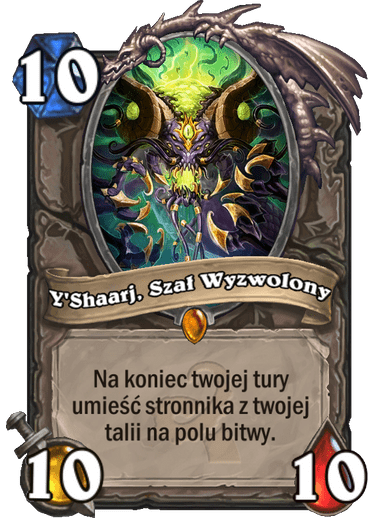 10
Y'Shaarj, Szał Wyzwolony
Na koniec twojej tury
umieść stronnika z twojej
talii na polu bitwy.
10
10